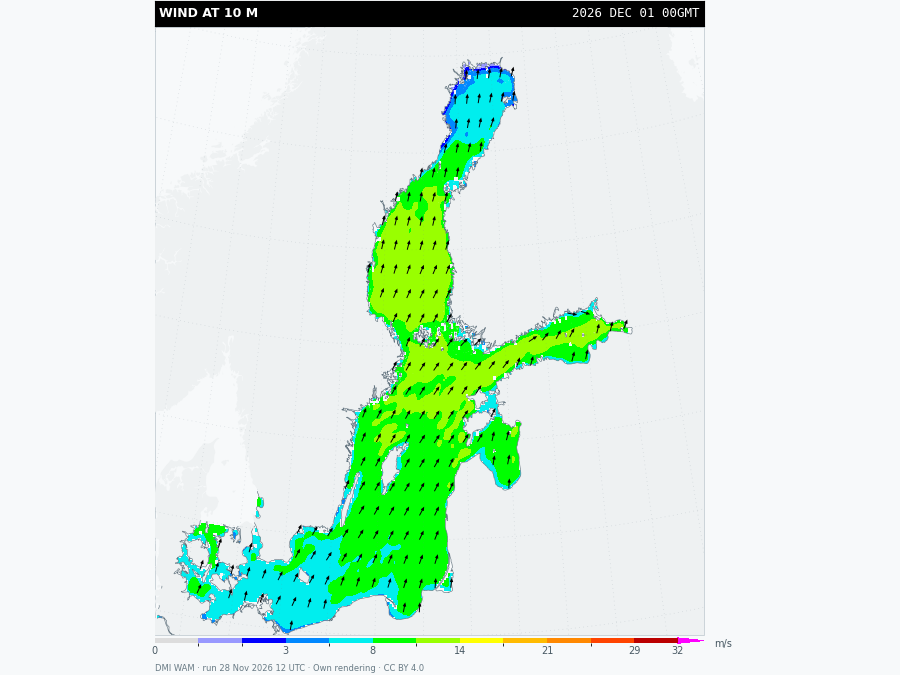 WIND AT 10 M
2026 DEC 01 00GMT
0 3 8 14 21 29 32 m/s
DMI WAM · run 28 Nov 2026 12 UTC · Own rendering · CC BY 4.0